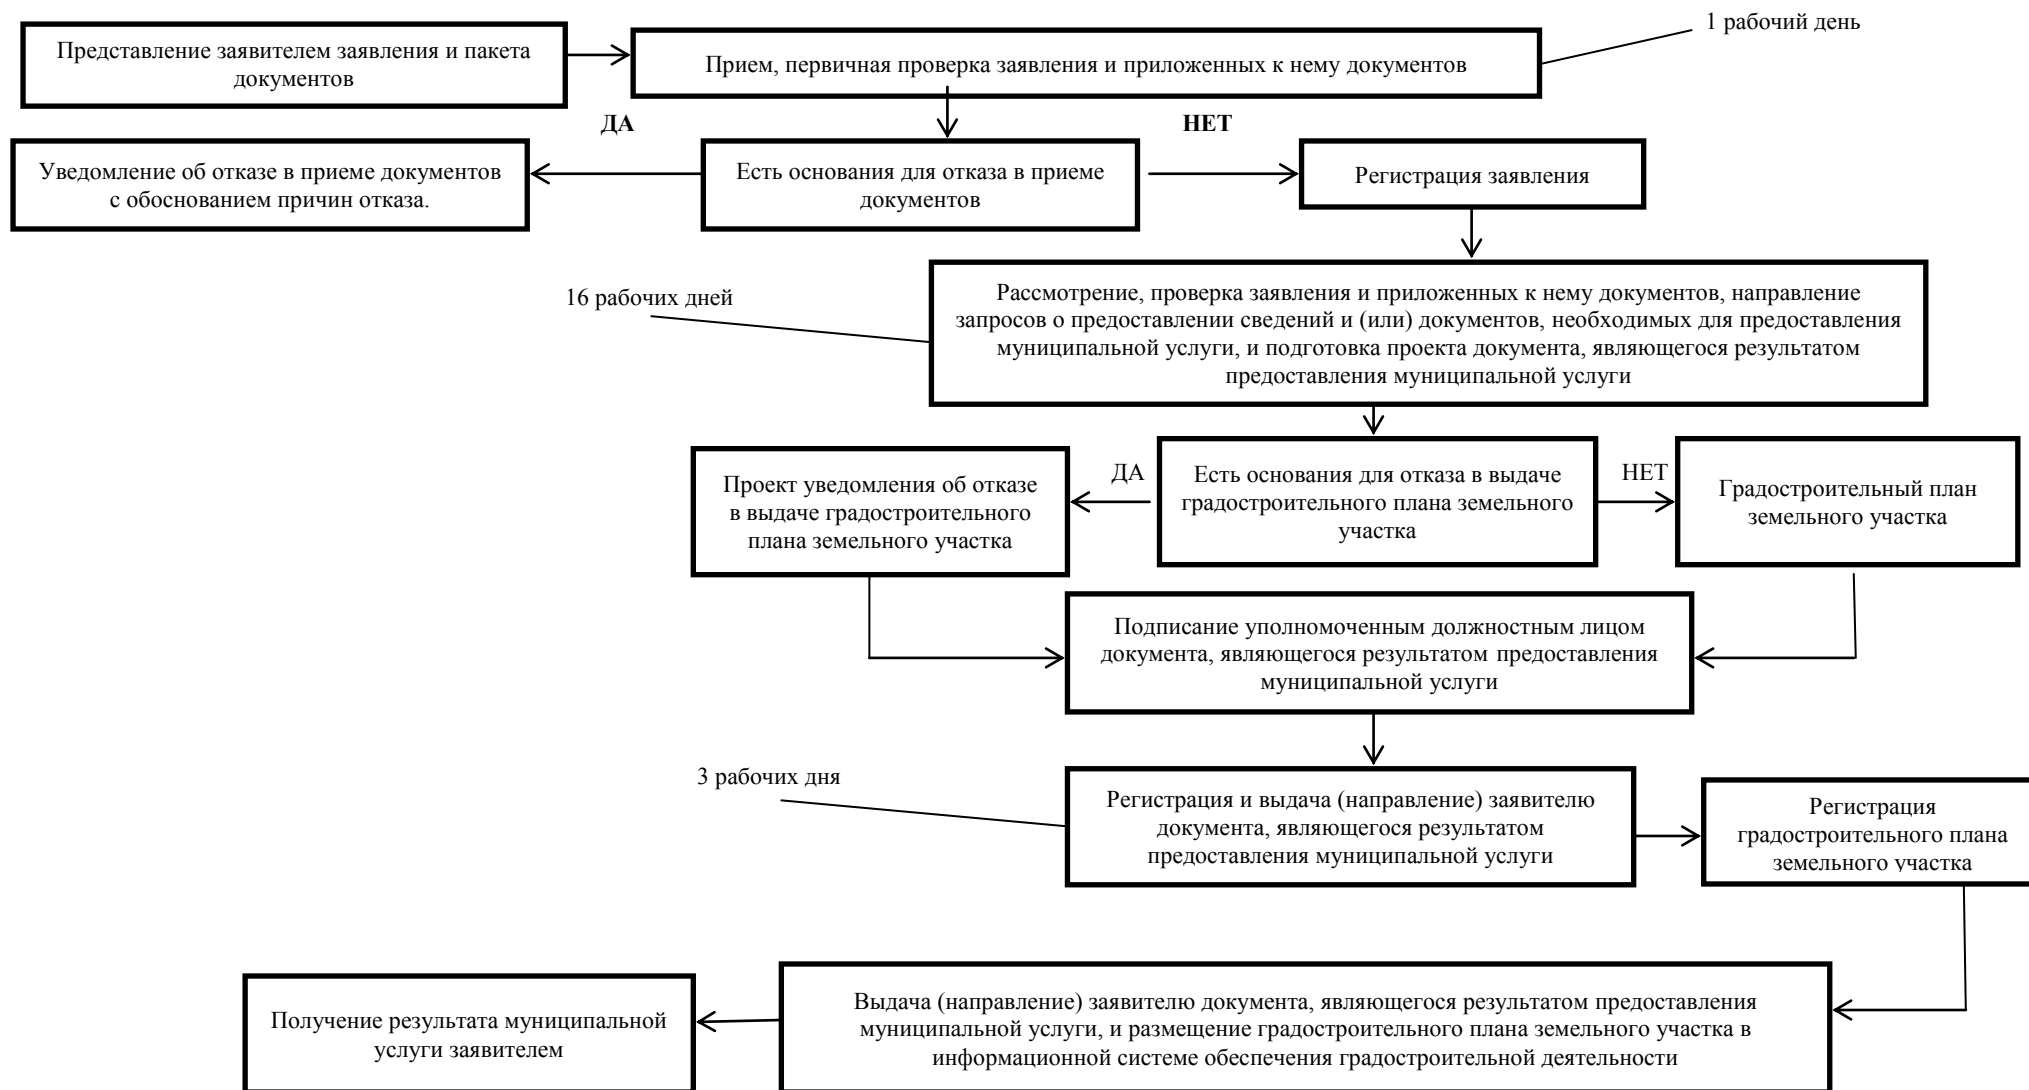 1 рабочий день
Представление заявителем заявления и пакета
документов
Прием, первичная проверка заявления и приложенных к нему документов
ДА
НЕТ
Уведомление об отказе в приеме документов
с обоснованием причин отказа.
Есть основания для отказа в приеме
документов
Регистрация заявления
16 рабочих дней
Рассмотрение, проверка заявления и приложенных к нему документов, направление
запросов о предоставлении сведений и (или) документов, необходимых для предоставления
муниципальной услуги, и подготовка проекта документа, являющегося результатом
предоставления муниципальной услуги
Проект уведомления об отказе
в выдаче градостроительного
плана земельного участка
ДА
Есть основания для отказа в выдаче
градостроительного плана земельного
участка
НЕТ
Градостроительный план
земельного участка
Подписание уполномоченным должностным лицом
документа, являющегося результатом предоставления
муниципальной услуги
3 рабочих дня
Регистрация и выдача (направление) заявителю
документа, являющегося результатом
предоставления муниципальной услуги
Регистрация
градостроительного плана
земельного участка
Получение результата муниципальной
услуги заявителем
Выдача (направление) заявителю документа, являющегося результатом предоставления
муниципальной услуги, и размещение градостроительного плана земельного участка в
информационной системе обеспечения градостроительной деятельности